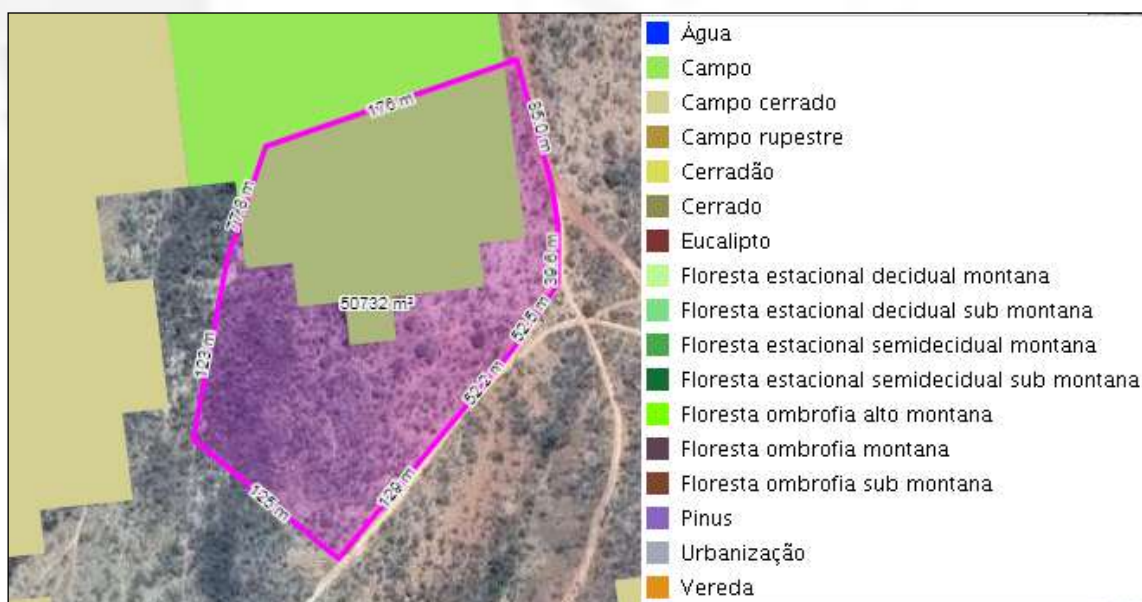 176 m
85.0 m
77.8 m
39.6 m
50732 m²
52.5 m
123 m
52.2 m
129 m
125 m
Água
Campo
Campo cerrado
Campo rupestre
Cerradão
Cerrado
Eucalipto
Floresta estacional decidual montana
Floresta estacional decidual sub montana
Floresta estacional semidecidual montana
Floresta estacional semidecidual sub montana
Floresta ombrofia alto montana
Floresta ombrofia montana
Floresta ombrofia sub montana
Pinus
Urbanização
Vereda